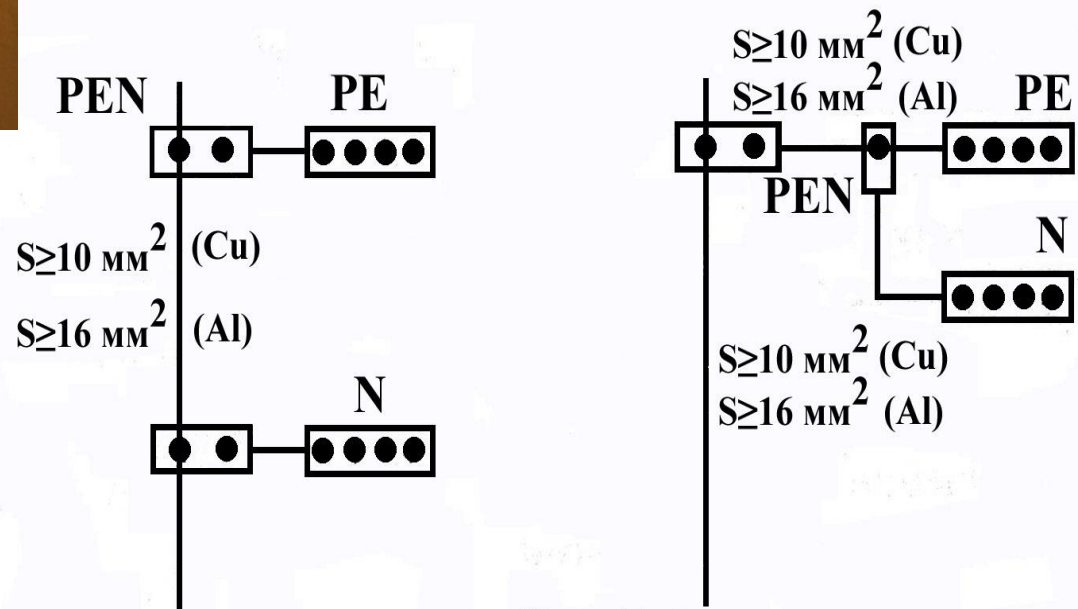 PEN
PE
S≥10 мм² (Cu)
S≥16 мм² (Al)
N
S≥10 мм² (Cu)
S≥16 мм² (Al)
PE
PEN
N
S≥10 мм² (Cu)
S≥16 мм² (Al)